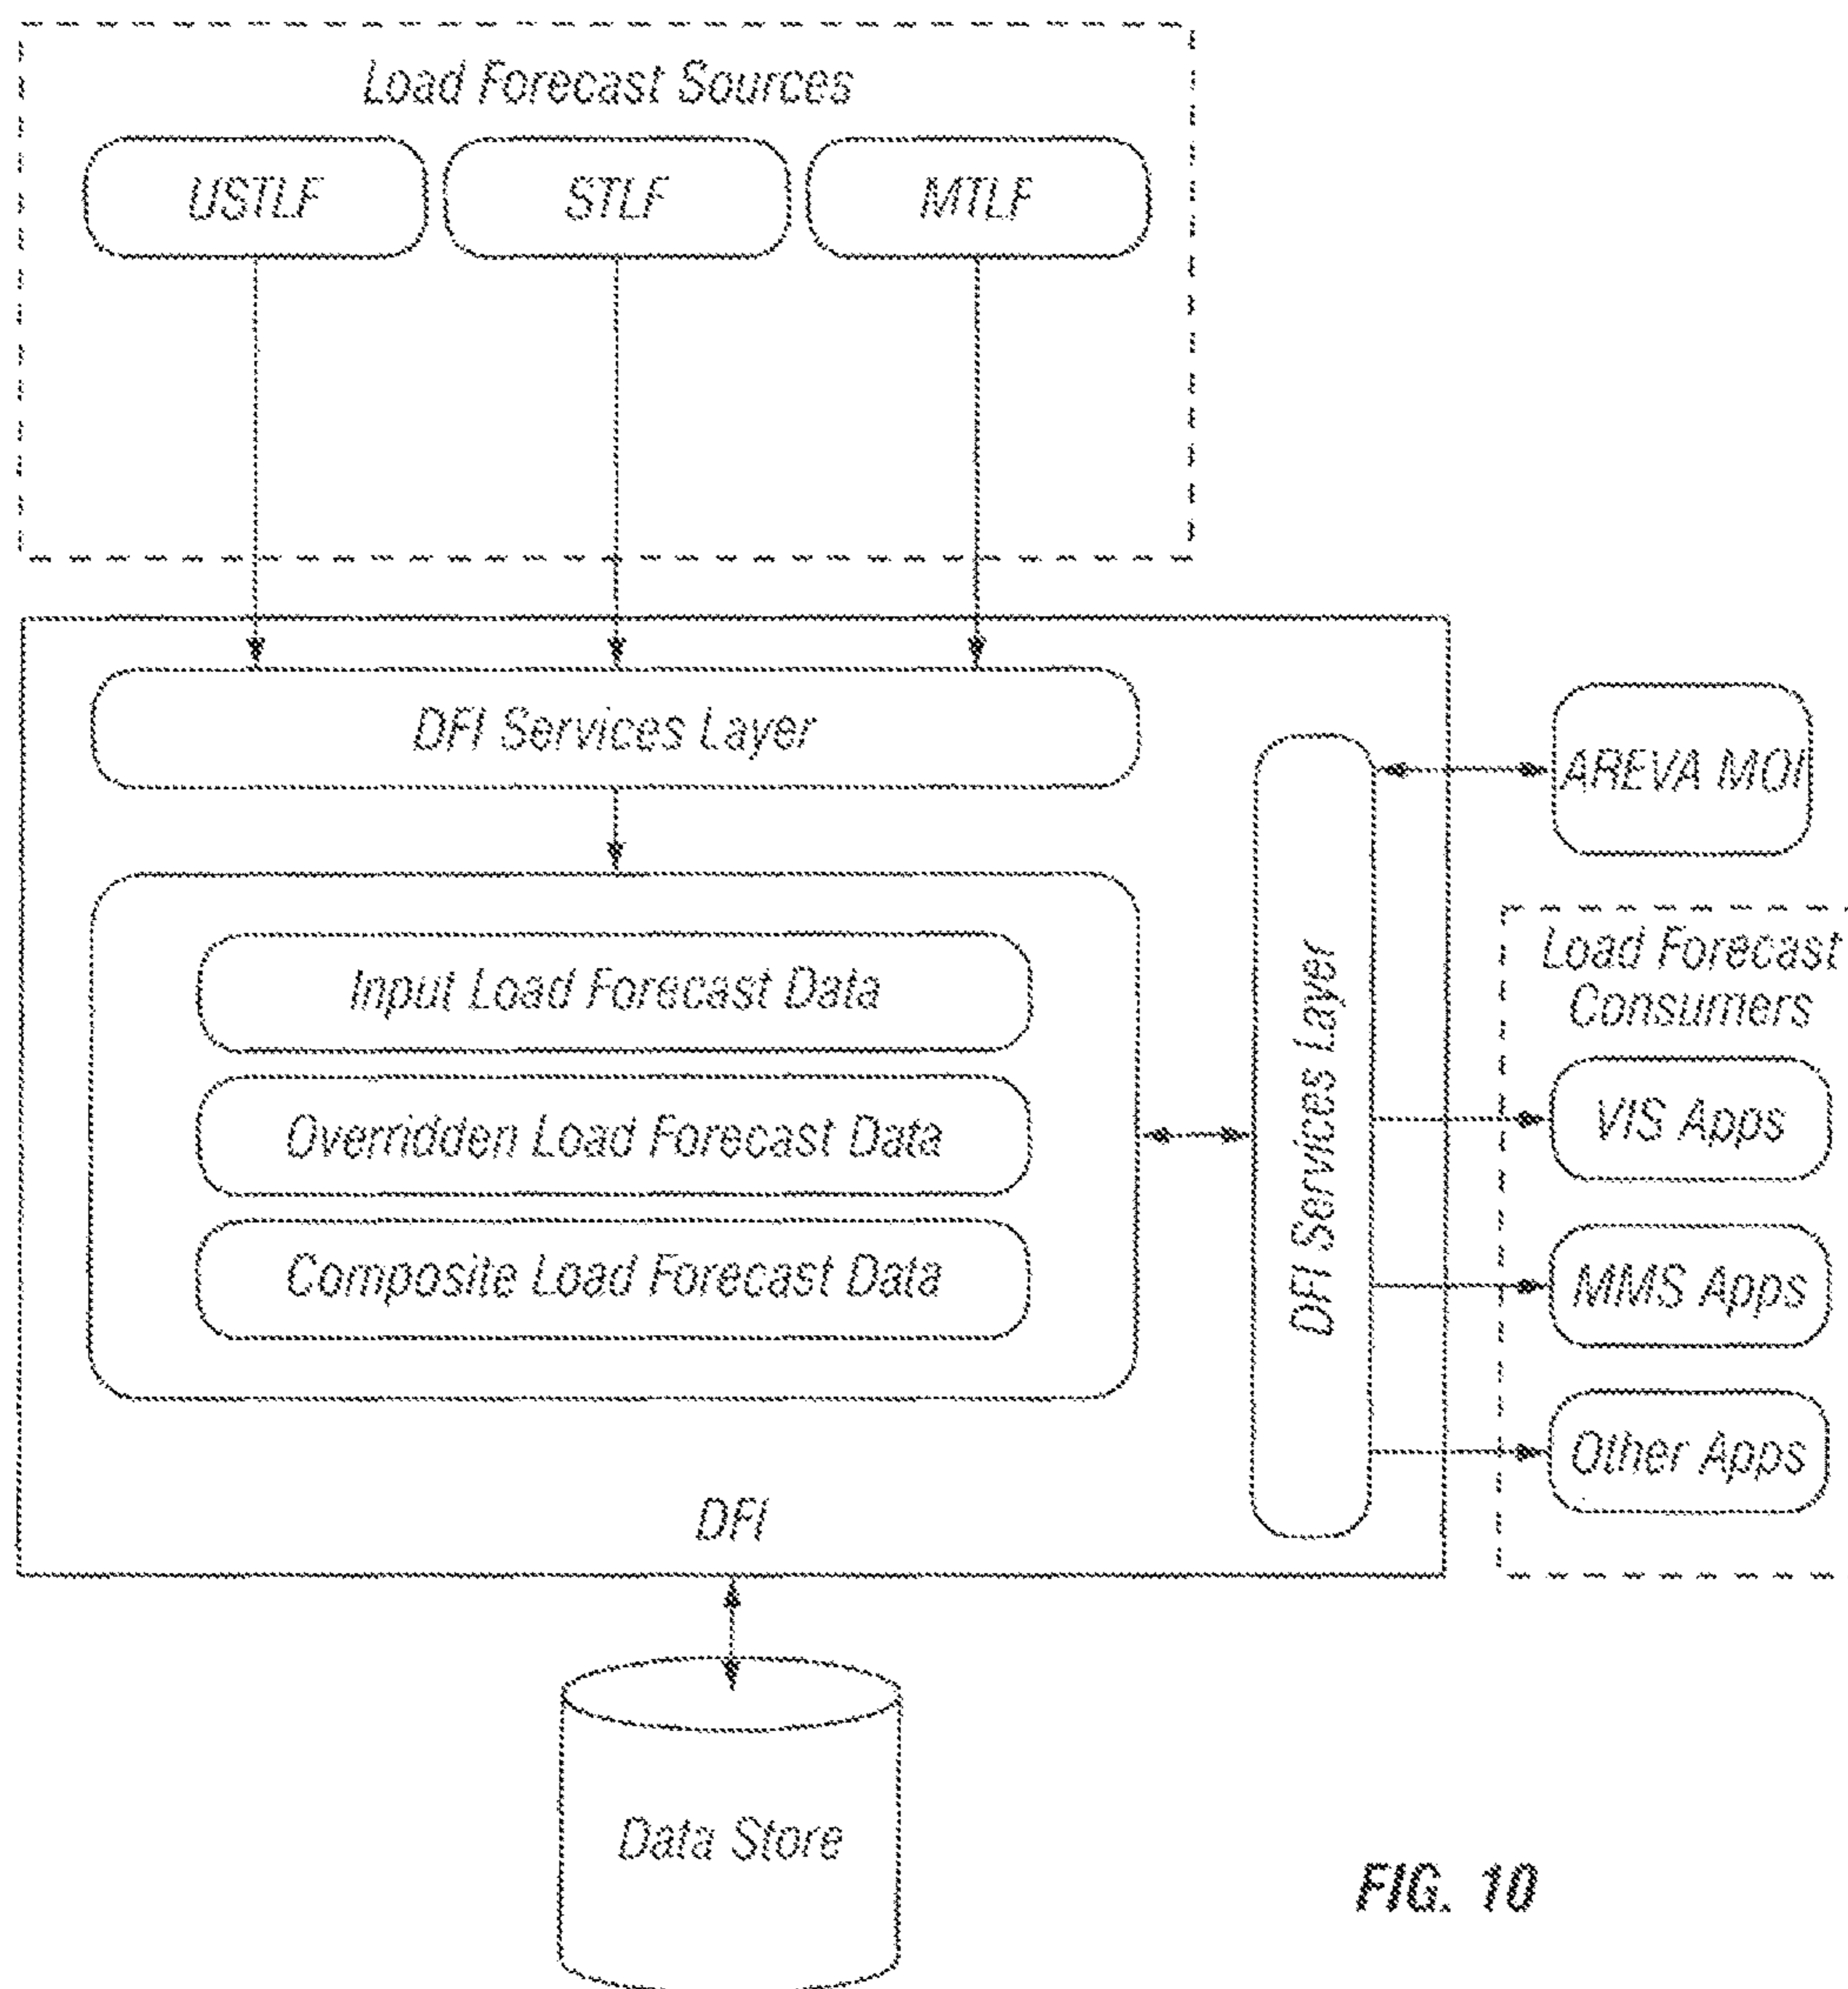 Load Forecast Sources
USTLF
STLF
MTLF
DFI Services Layer
AREVA MOI
Input Load Forecast Data
Overridden Load Forecast Data
Composite Load Forecast Data
DFI Services Layer
Load Forecast
Consumers
VIS Apps
MMS Apps
Other Apps
DFI
Data Store
FIG. 10